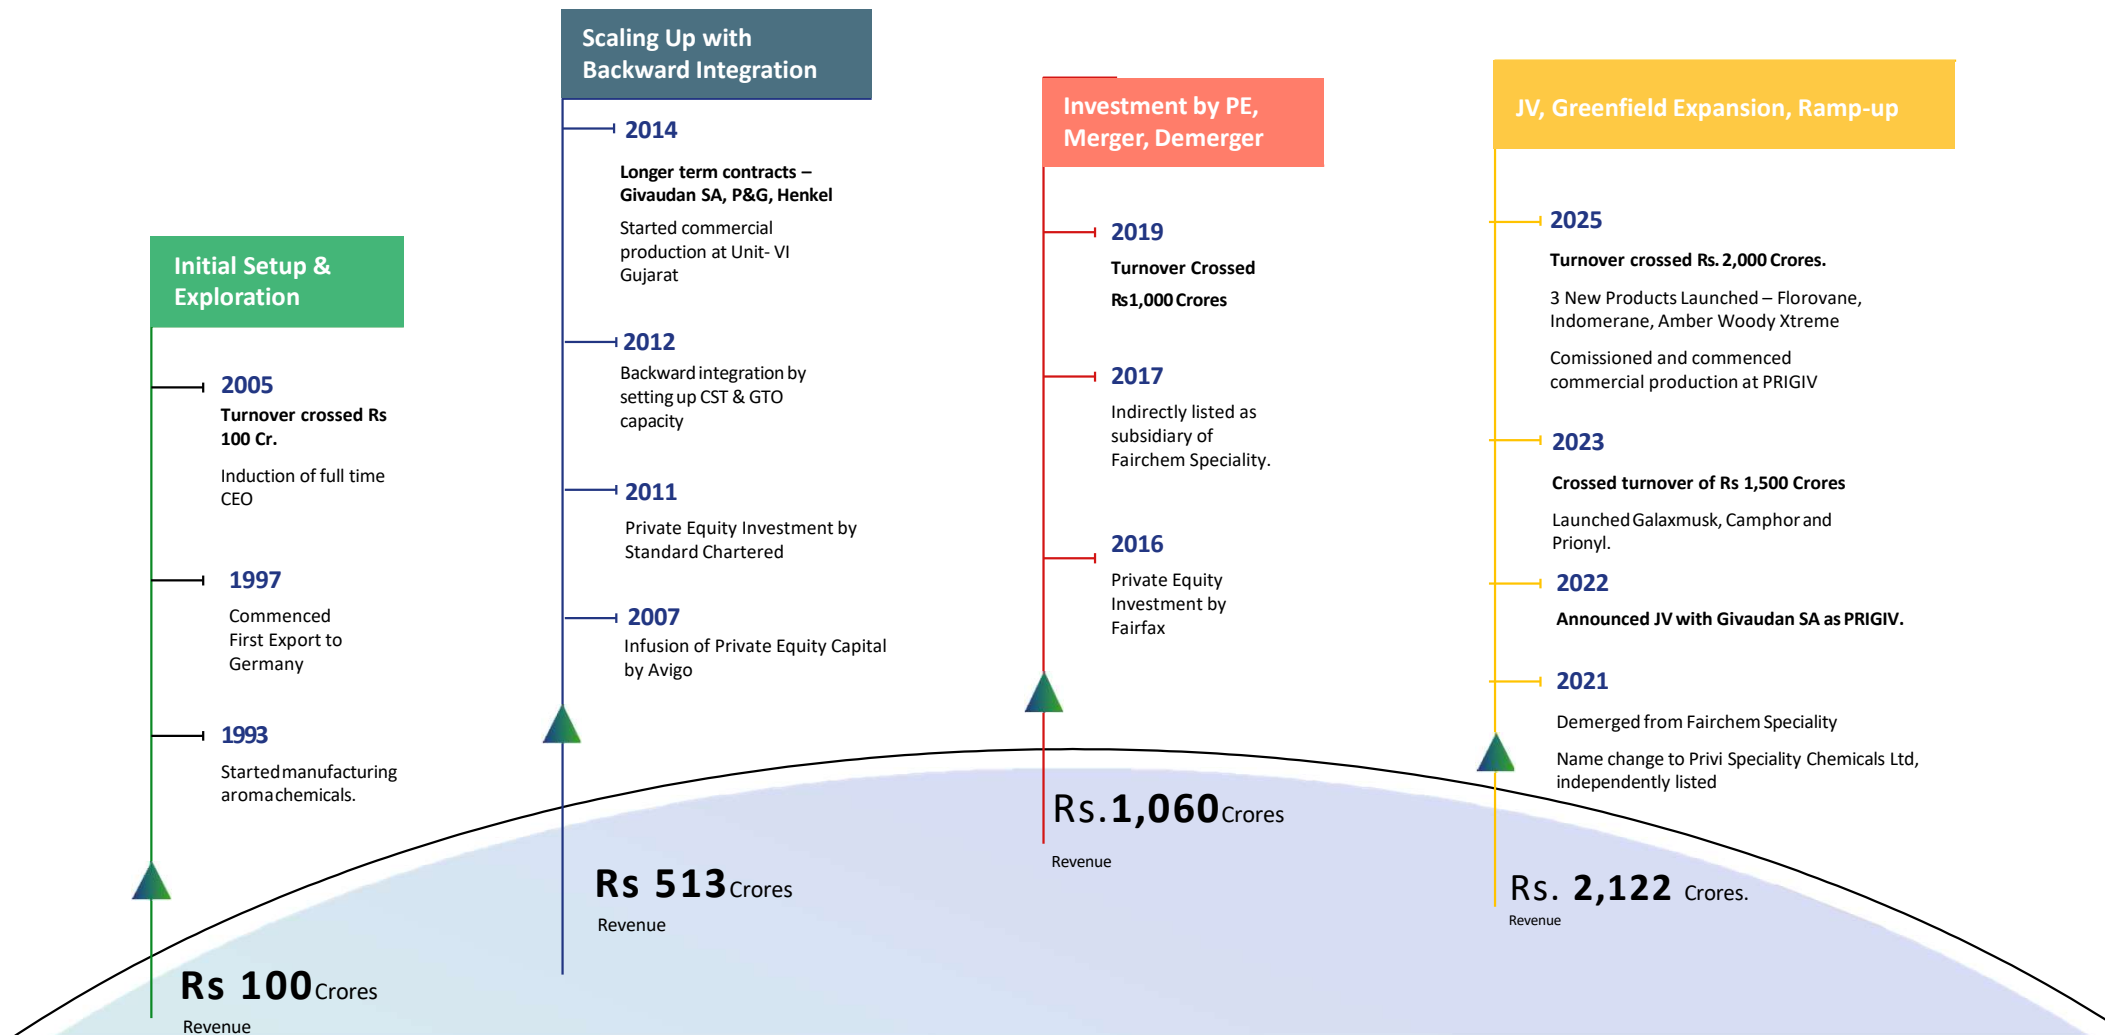 Initial Setup &
Exploration
2005
Turnover crossed Rs
100 Cr.
Induction of full time
CEO
1997
Commenced
First Export to
Germany
1993
Started manufacturing
aroma chemicals.
Rs 100 Crores
Revenue
Scaling Up with
Backward Integration
2014
Longer term contracts –
Givaudan SA, P&G, Henkel
Started commercial
production at Unit- VI
Gujarat
2012
Backward integration by
setting up CST & GTO
capacity
2011
Private Equity Investment by
Standard Chartered
2007
Infusion of Private Equity Capital
by Avigo
Rs 513 Crores
Revenue
Investment by PE,
Merger, Demerger
2019
Turnover Crossed
Rs1,000 Crores
2017
Indirectly listed as
subsidiary of
Fairchem Speciality.
2016
Private Equity
Investment by
Fairfax
Rs. 1,060 Crores
Revenue
JV, Greenfield Expansion, Ramp-up
2025
Turnover crossed Rs. 2,000 Crores.
3 New Products Launched – Florovane,
Indomerane, Amber Woody Xtreme
Comissioned and commenced
commercial production at PRIGIV
2023
Crossed turnover of Rs 1,500 Crores
Launched Galaxmusk, Camphor and
Prionyl.
2022
Announced JV with Givaudan SA as PRIGIV.
2021
Demerged from Fairchem Speciality
Name change to Privi Speciality Chemicals Ltd,
independently listed
Rs. 2,122 Crores.
Revenue